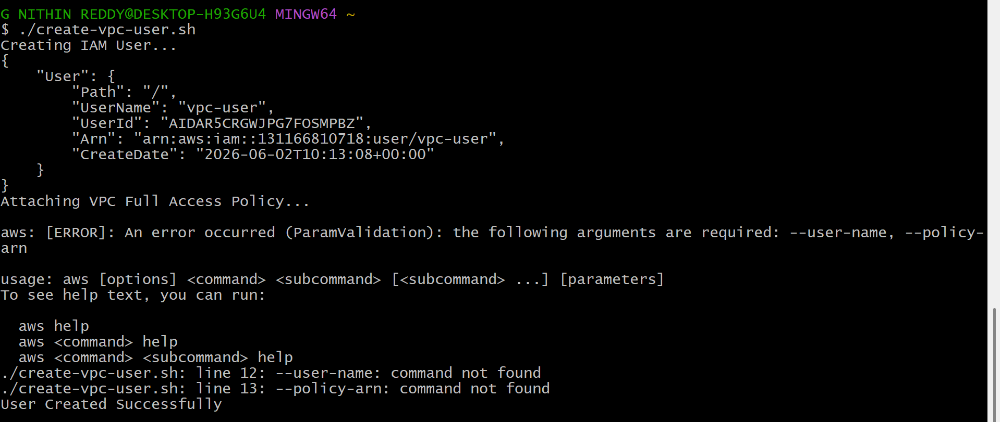 G NITHIN REDDY@DESKTOP-H93G6U4 MINGW64 ~
$ ./create-vpc-user.sh
Creating IAM User...
{
    "User": {
        "Path": "/",
        "UserName": "vpc-user",
        "UserId": "AIDAR5CRGWJPG7FOSMPBZ",
        "Arn": "arn:aws:iam::131166810718:user/vpc-user",
        "CreateDate": "2026-06-02T10:13:08+00:00"
    }
}
Attaching VPC Full Access Policy...

aws: [ERROR]: An error occurred (ParamValidation): the following arguments are required: --user-name, --policy-
arn

usage: aws [options] <command> <subcommand> [<subcommand> ...] [parameters]
To see help text, you can run:

  aws help
  aws <command> help
  aws <command> <subcommand> help
./create-vpc-user.sh: line 12: --user-name: command not found
./create-vpc-user.sh: line 13: --policy-arn: command not found
User Created Successfully